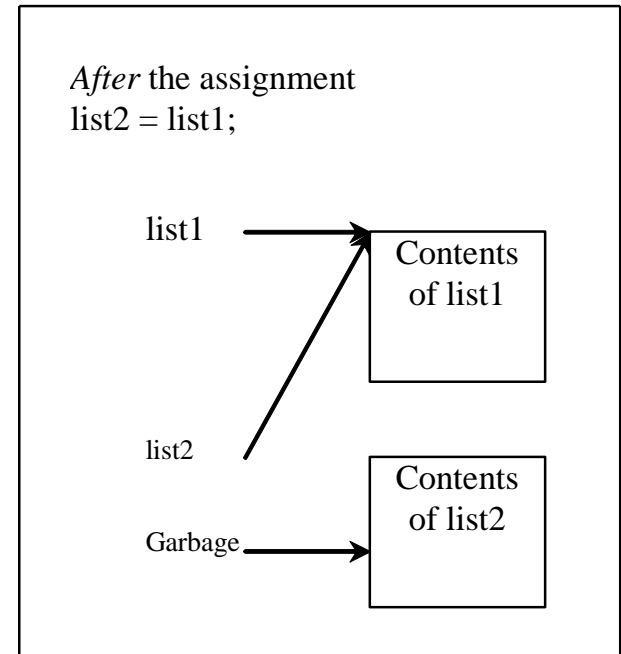 After the assignment
list2 = list1;
list1
Contents
of list1
list2
Contents
of list2
Garbage